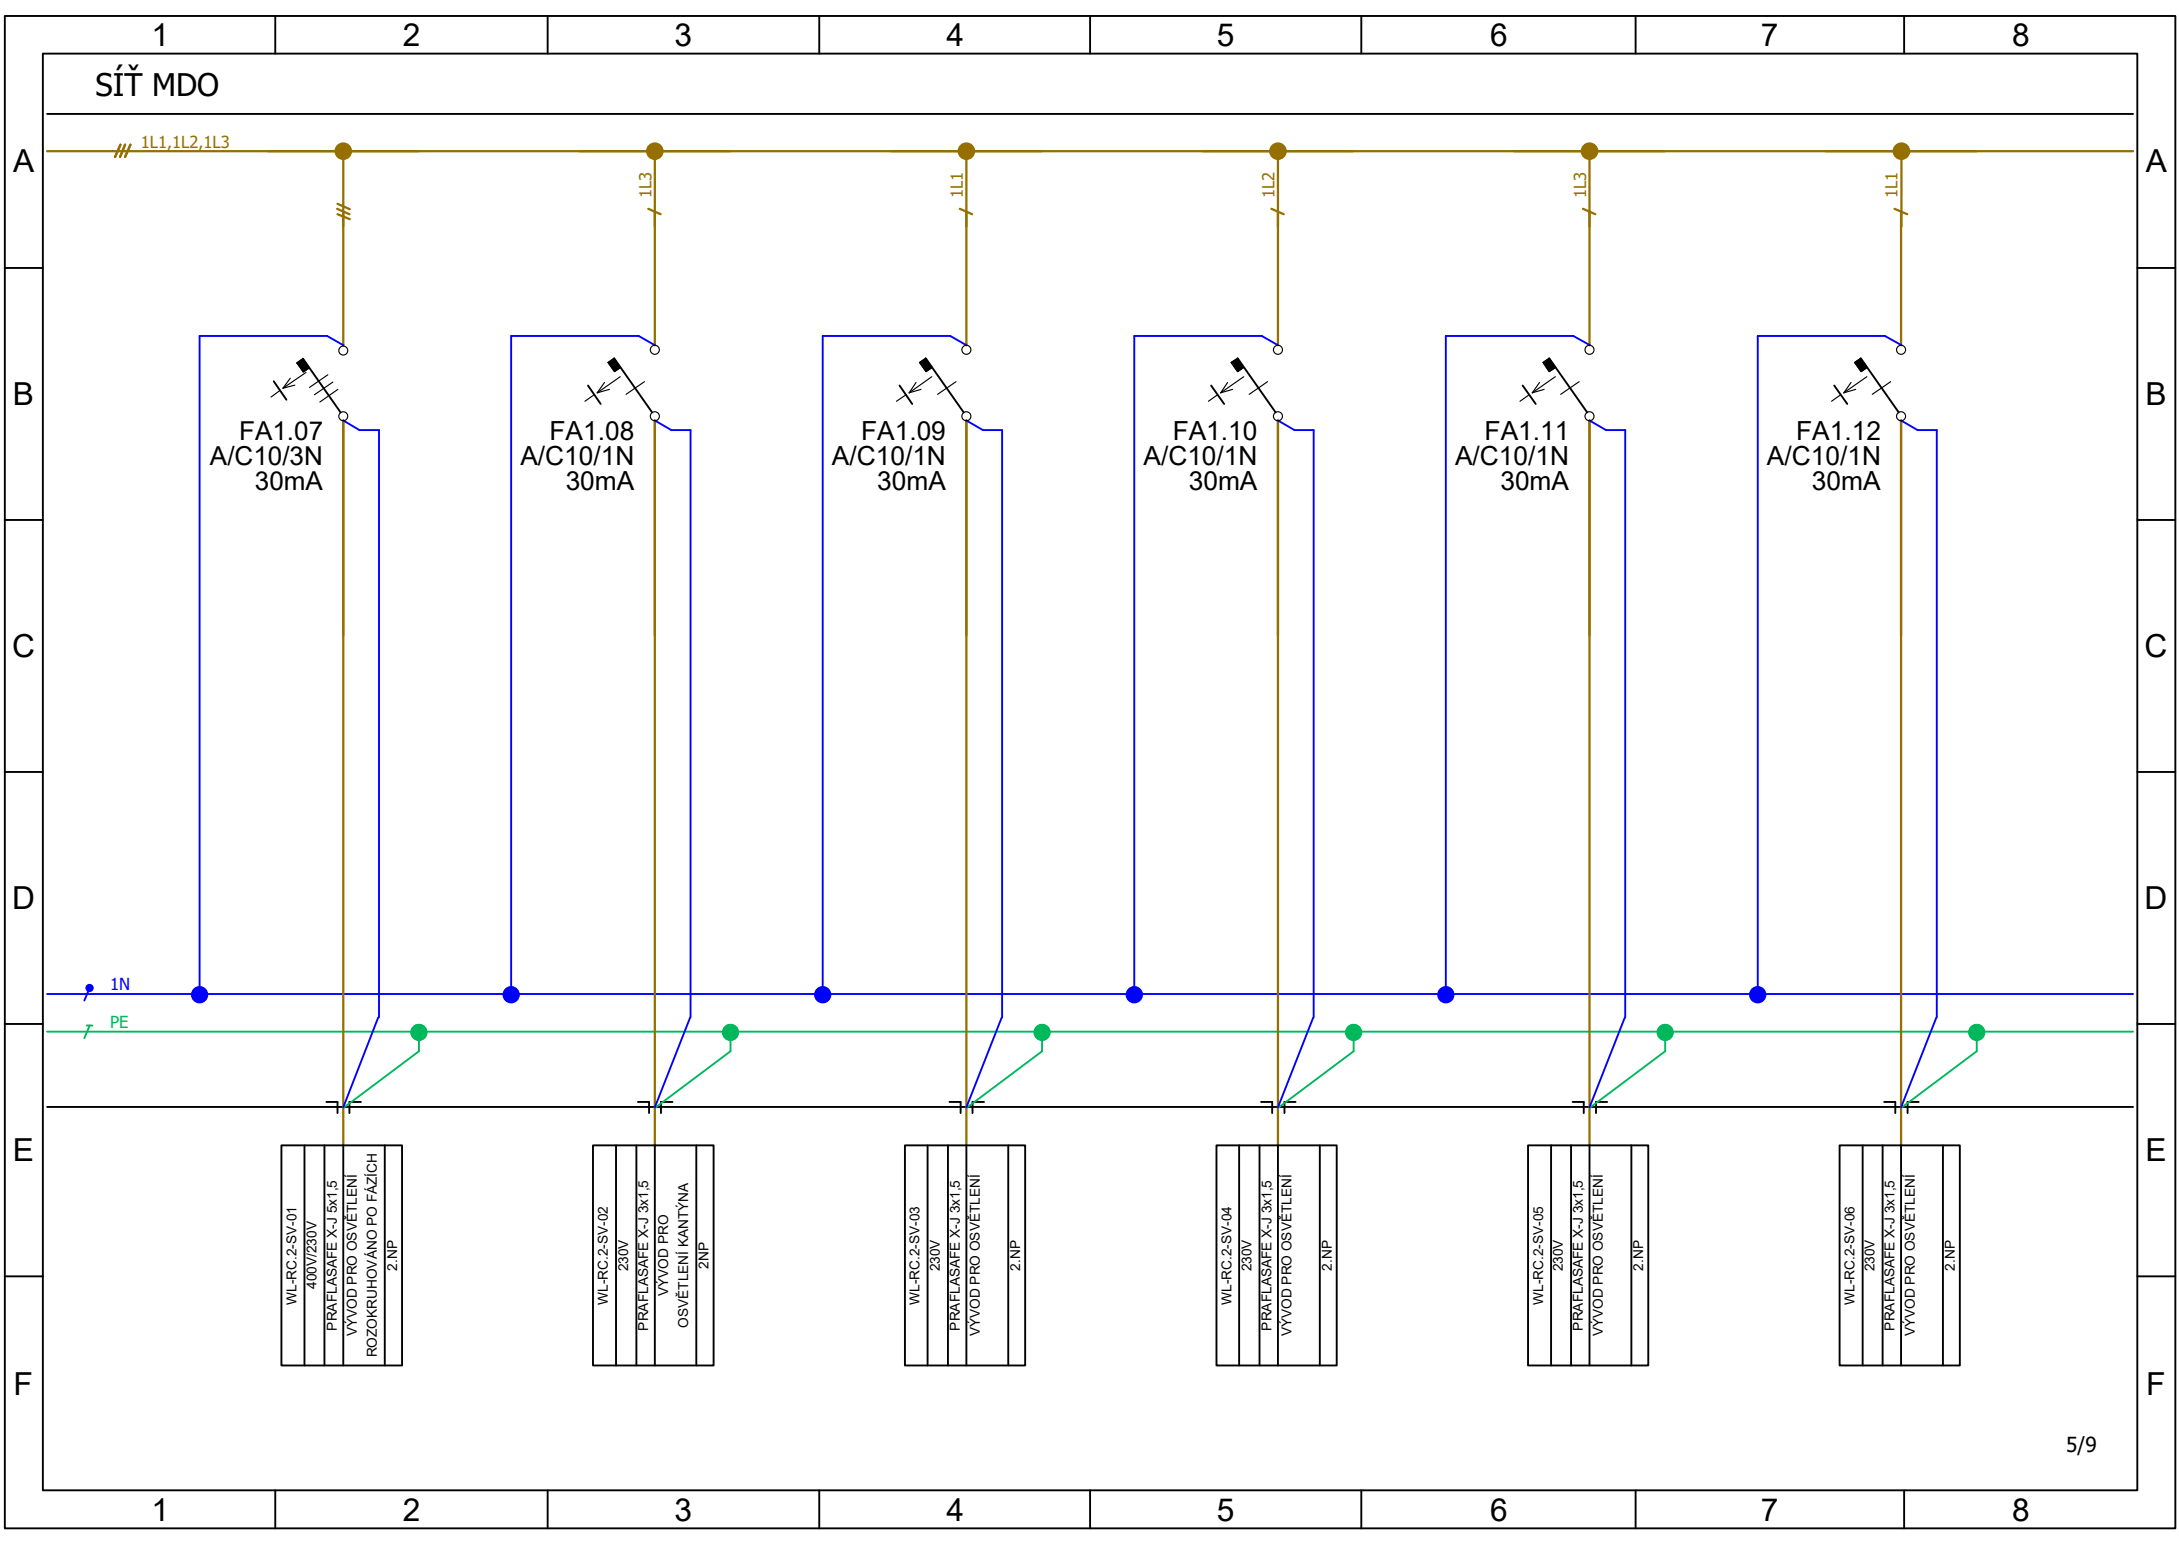 1 2 3 4 5 6 7 8
SÍŤ MDO
A 1L1,1L2,1L3 A
1L3 1L1 1L2 1L3 1L1
B B
FA1.07
A/C10/3N
30mA
FA1.08
A/C10/1N
30mA
FA1.09
A/C10/1N
30mA
FA1.10
A/C10/1N
30mA
FA1.11
A/C10/1N
30mA
FA1.12
A/C10/1N
30mA
C C
D D
1N
PE
E E
WL-RC.2-SV-01
400V/230V
PRAFLASAFE X-J 5x1,5
VÝVOD PRO OSVĚTLENÍ
ROZOKRUHOVÁNO PO FÁZÍCH
2.NP
WL-RC.2-SV-02
230V
PRAFLASAFE X-J 3x1,5
VÝVOD PRO
OSVĚTLENÍ KANTÝNA
2NP
WL-RC.2-SV-03
230V
PRAFLASAFE X-J 3x1,5
VÝVOD PRO OSVĚTLENÍ
2.NP
WL-RC.2-SV-04
230V
PRAFLASAFE X-J 3x1,5
VÝVOD PRO OSVĚTLENÍ
2.NP
WL-RC.2-SV-05
230V
PRAFLASAFE X-J 3x1,5
VÝVOD PRO OSVĚTLENÍ
2.NP
WL-RC.2-SV-06
230V
PRAFLASAFE X-J 3x1,5
VÝVOD PRO OSVĚTLENÍ
2.NP
F F
5/9
1 2 3 4 5 6 7 8